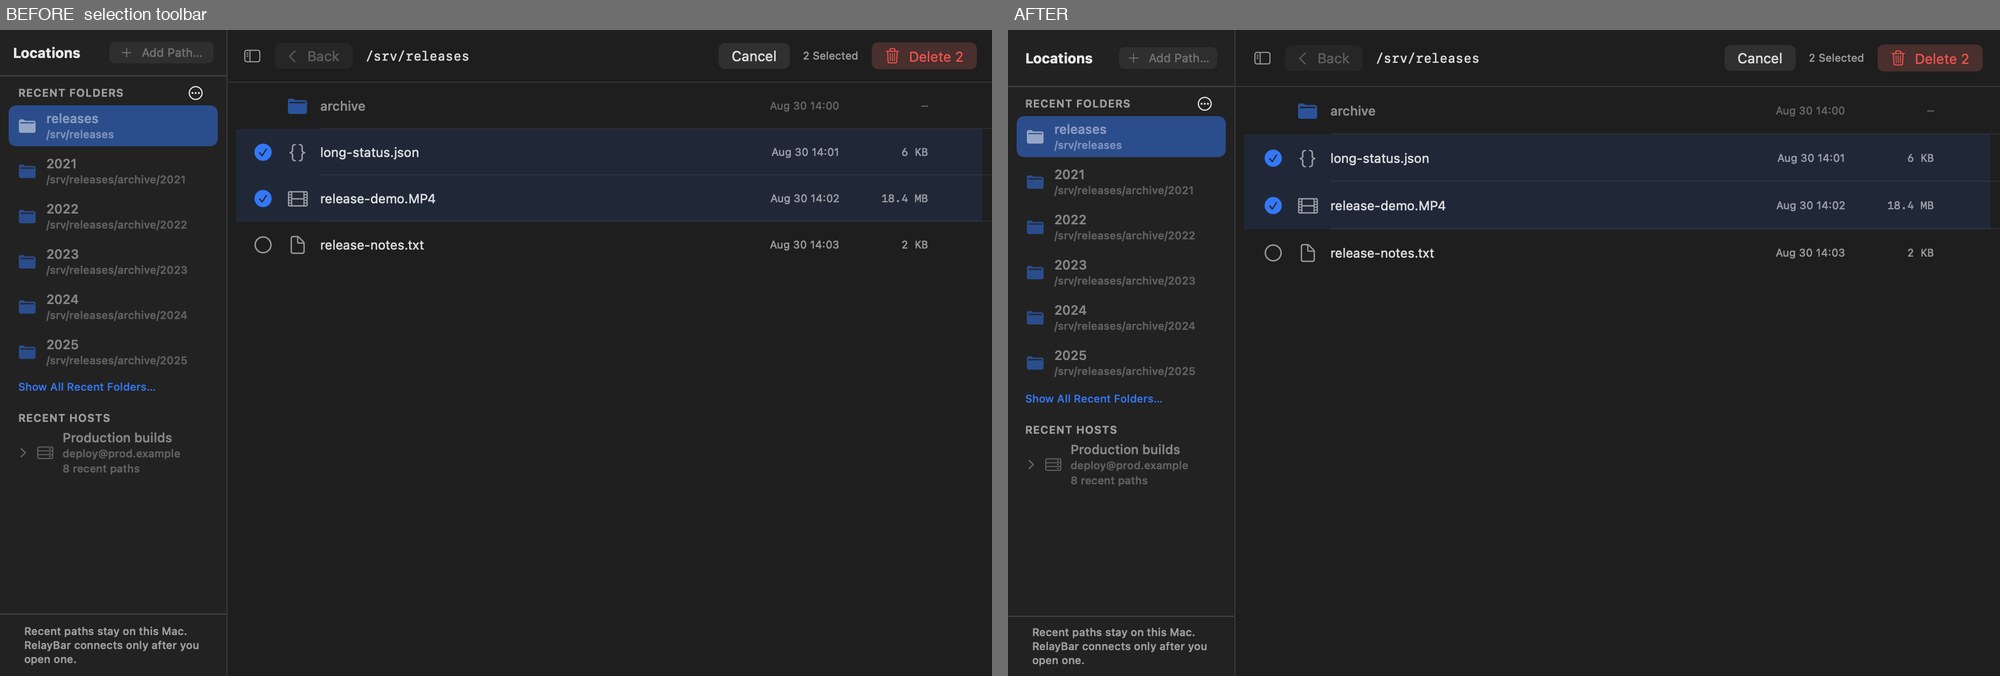 BEFORE selection toolbar
Locations
+ Add Path...
RECENT FOLDERS
releases
/srv/releases
2021
/srv/releases/archive/2021
2022
/srv/releases/archive/2022
2023
/srv/releases/archive/2023
2024
/srv/releases/archive/2024
2025
/srv/releases/archive/2025
Show All Recent Folders...
RECENT HOSTS
Production builds
deploy@prod.example
8 recent paths
Recent paths stay on this Mac.
RelayBar connects only after you
open one.
Back /srv/releases Cancel 2 Selected Delete 2
archive Aug 30 14:00 –
long-status.json Aug 30 14:01 6 KB
release-demo.MP4 Aug 30 14:02 18.4 MB
release-notes.txt Aug 30 14:03 2 KB
AFTER
Locations
+ Add Path...
RECENT FOLDERS
releases
/srv/releases
2021
/srv/releases/archive/2021
2022
/srv/releases/archive/2022
2023
/srv/releases/archive/2023
2024
/srv/releases/archive/2024
2025
/srv/releases/archive/2025
Show All Recent Folders...
RECENT HOSTS
Production builds
deploy@prod.example
8 recent paths
Recent paths stay on this Mac.
RelayBar connects only after you
open one.
Back /srv/releases Cancel 2 Selected Delete 2
archive Aug 30 14:00 –
long-status.json Aug 30 14:01 6 KB
release-demo.MP4 Aug 30 14:02 18.4 MB
release-notes.txt Aug 30 14:03 2 KB